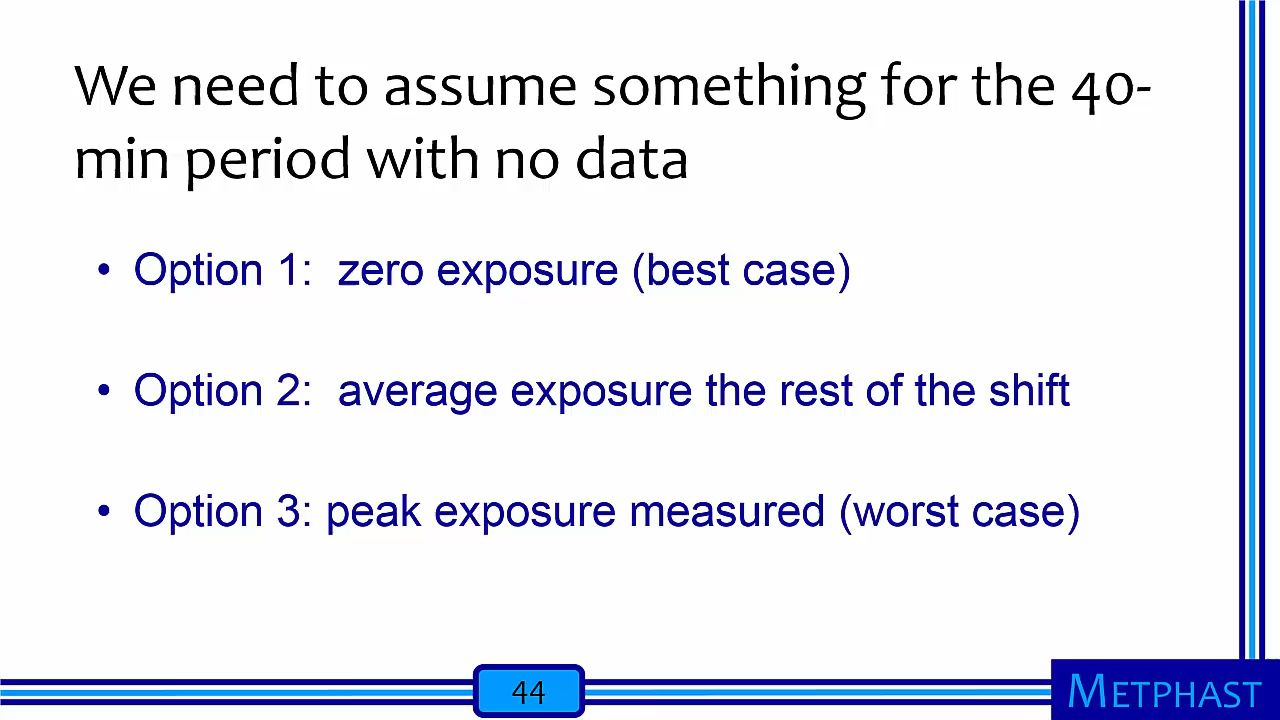 We need to assume something for the 40-
min period with no data
• Option 1:  zero exposure (best case)
• Option 2:  average exposure the rest of the shift
• Option 3: peak exposure measured (worst case)
44
METPHAST